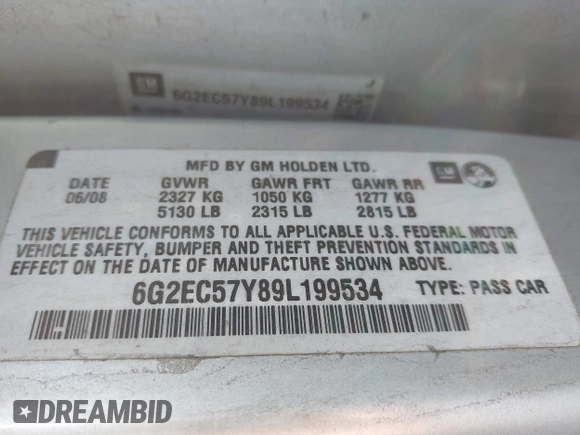 GM
6G2EC57Y89L199534
MFD BY GM HOLDEN LTD.
GM
DATE GVWR GAWR FRT GAWR RR
06/08 2327 KG 1050 KG 1277 KG
5130 LB 2315 LB 2815 LB
THIS VEHICLE CONFORMS TO ALL APPLICABLE U.S. FEDERAL MOTOR
VEHICLE SAFETY, BUMPER AND THEFT PREVENTION STANDARDS IN
EFFECT ON THE DATE OF MANUFACTURE SHOWN ABOVE.
6G2EC57Y89L199534 TYPE: PASS CAR
DREAMBID